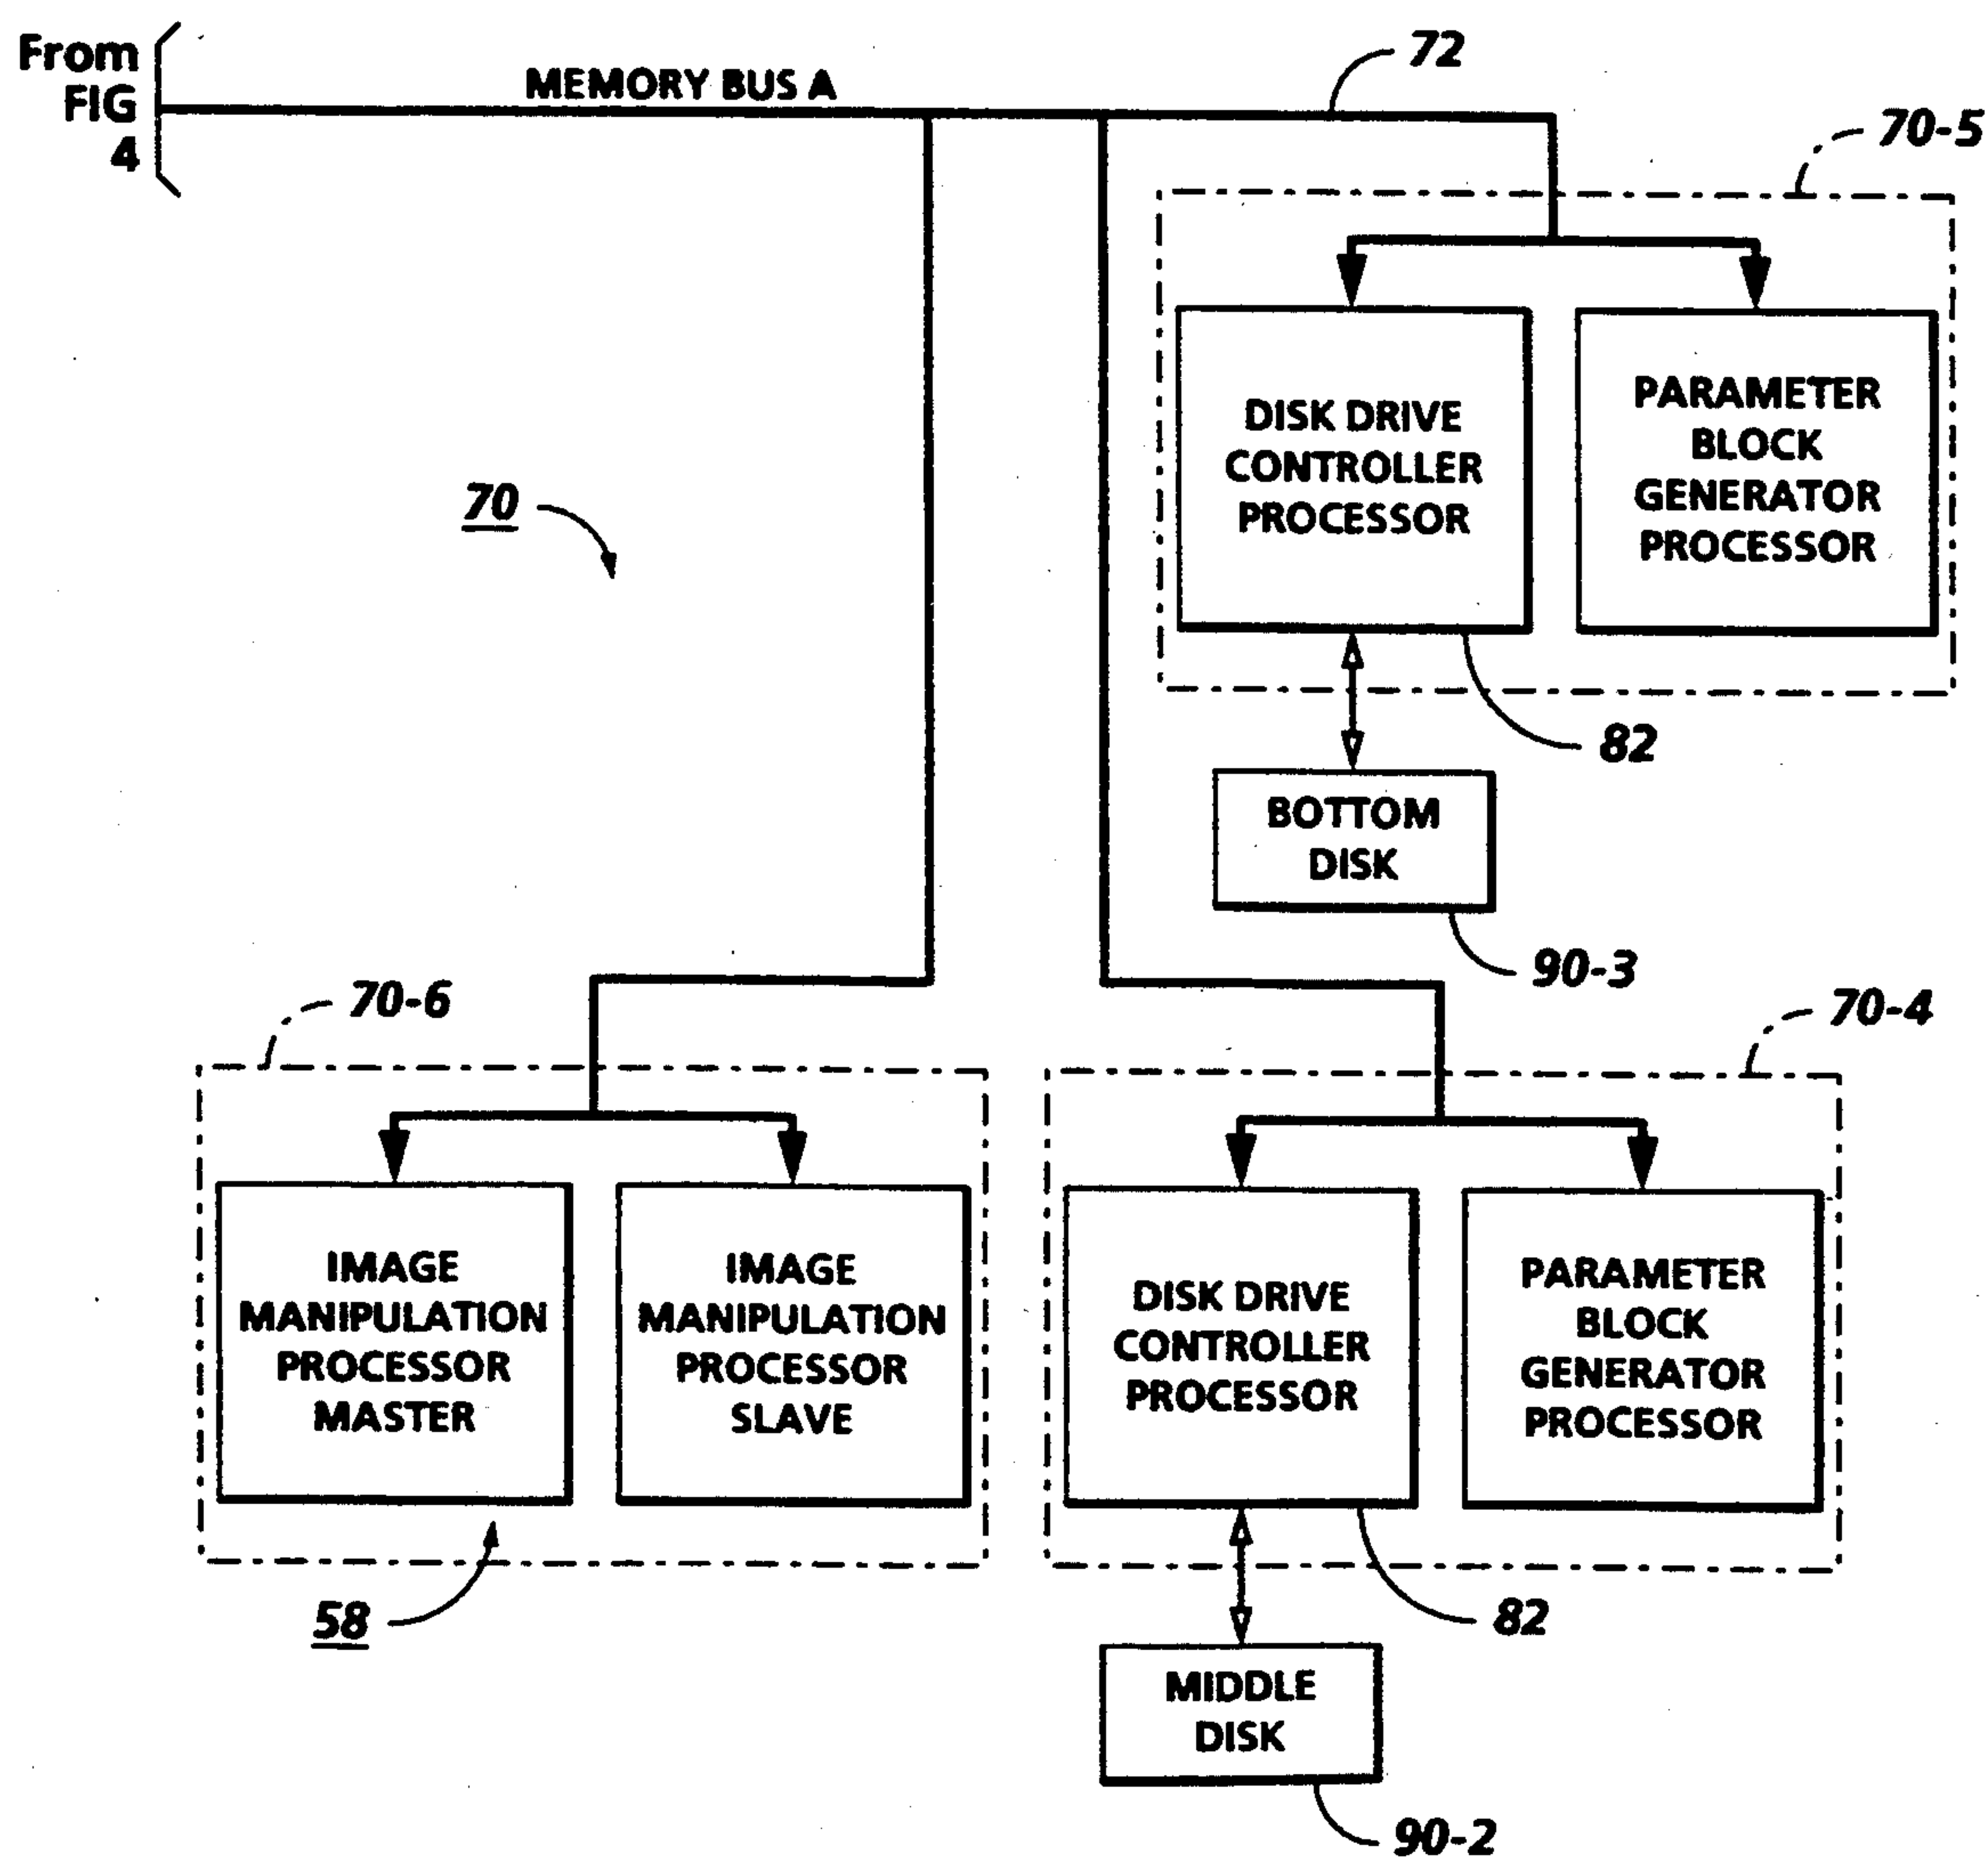 From
FIG
4
MEMORY BUS A
72
70-5
DISK DRIVE
CONTROLLER
PROCESSOR
PARAMETER
BLOCK
GENERATOR
PROCESSOR
70
82
BOTTOM
DISK
90-3
70-6
70-4
IMAGE
MANIPULATION
PROCESSOR
MASTER
IMAGE
MANIPULATION
PROCESSOR
SLAVE
DISK DRIVE
CONTROLLER
PROCESSOR
PARAMETER
BLOCK
GENERATOR
PROCESSOR
58
82
MIDDLE
DISK
90-2